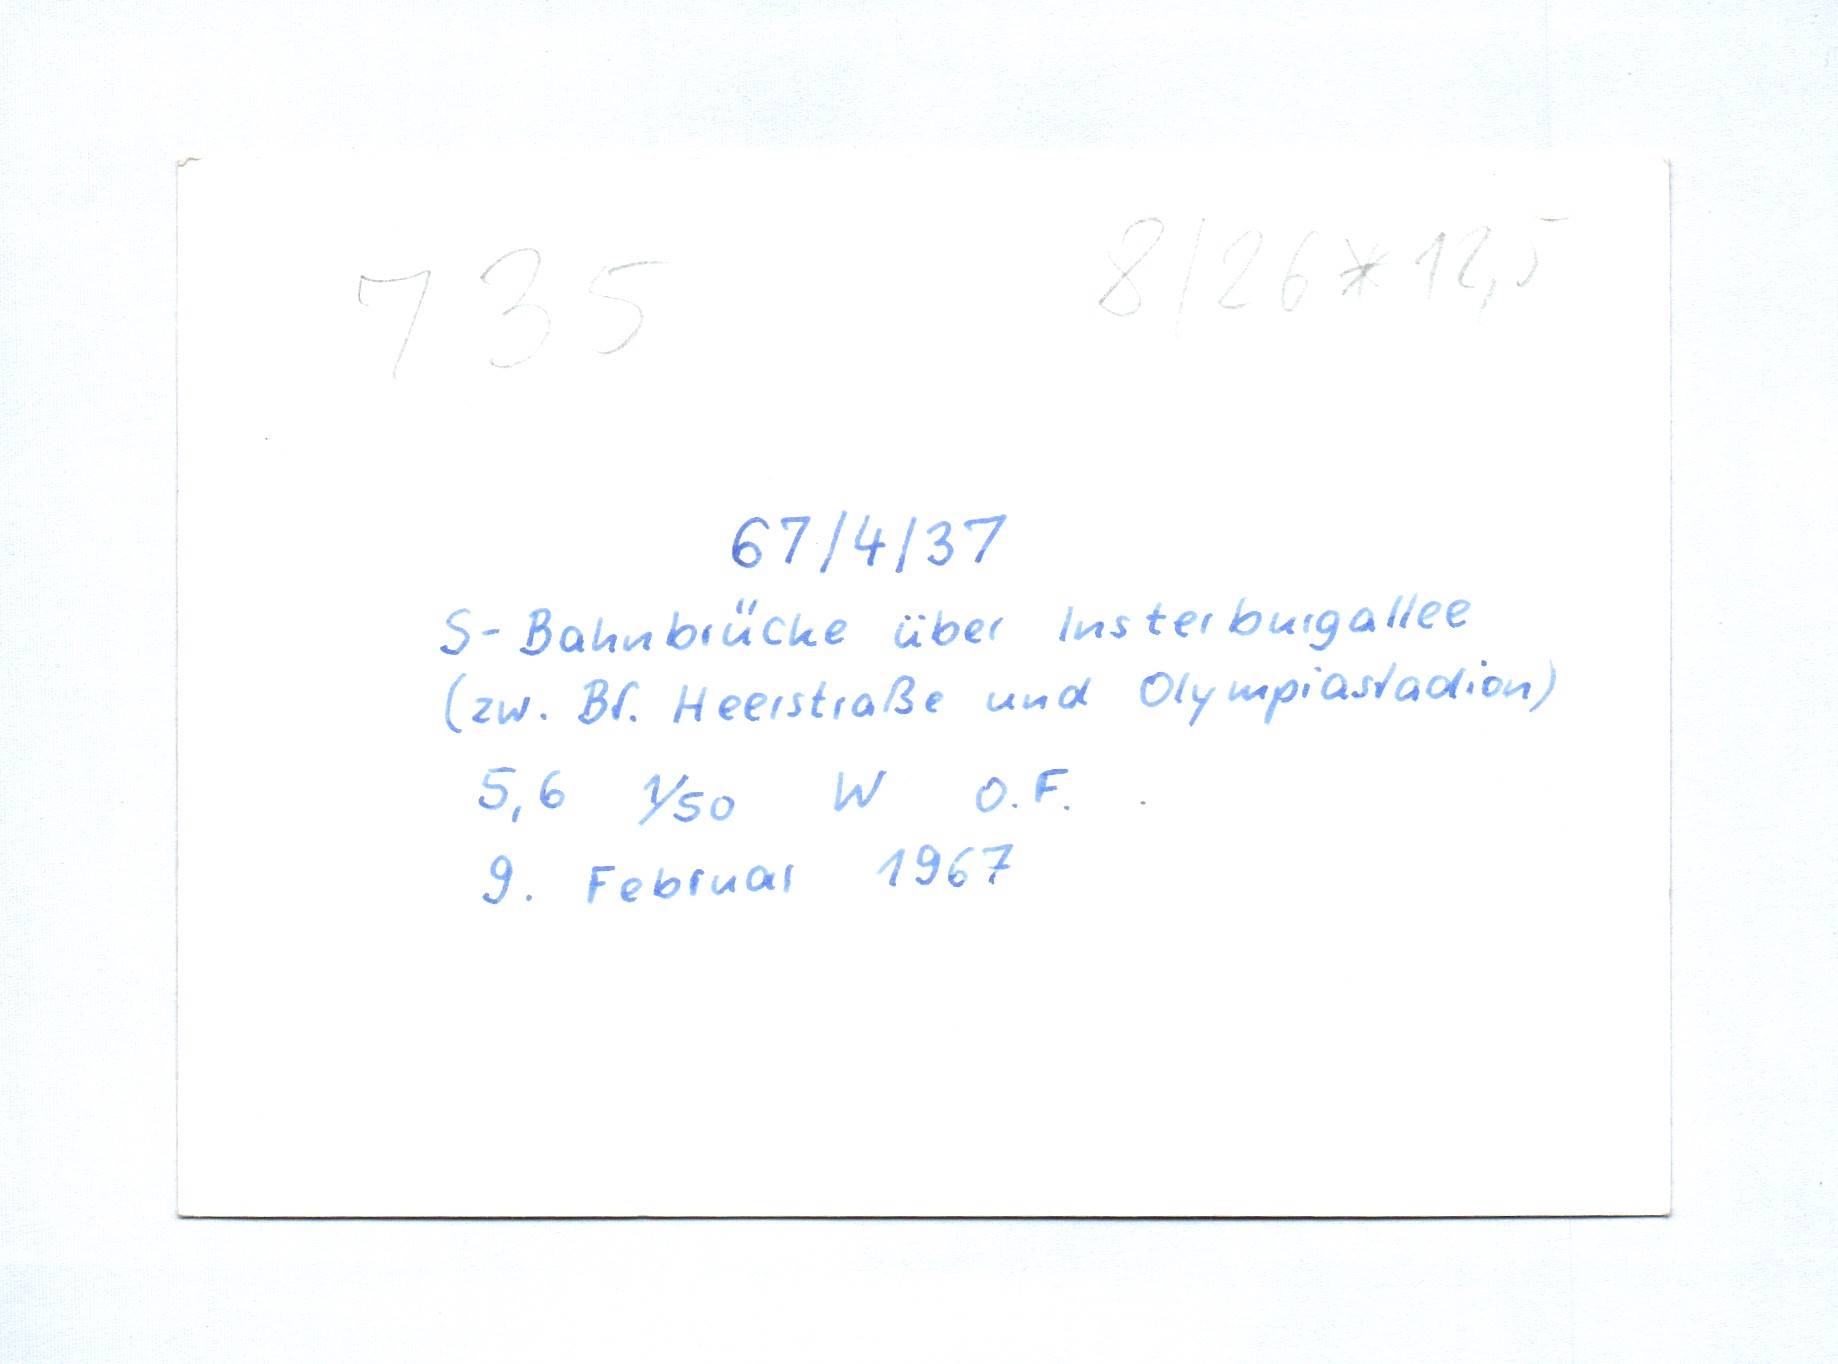 735
8/26*12,5
67/4/37
S-Bahnbrücke über Insterburgallee
(zw. Bf. Heerstraße und Olympiastadion)
5,6 1/50 W O.F.
9. Februar 1967